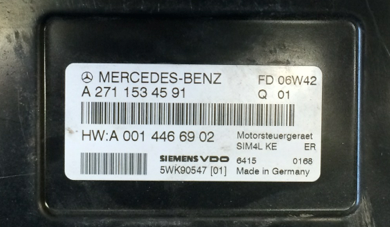 MERCEDES-BENZ FD 06W42
A 271 153 45 91 Q 01
HW:A 001 446 69 02 Motorsteuergeraet
SIM4L KE ER
SIEMENS VDO 6415 0168
5WK90547 [01] Made in Germany